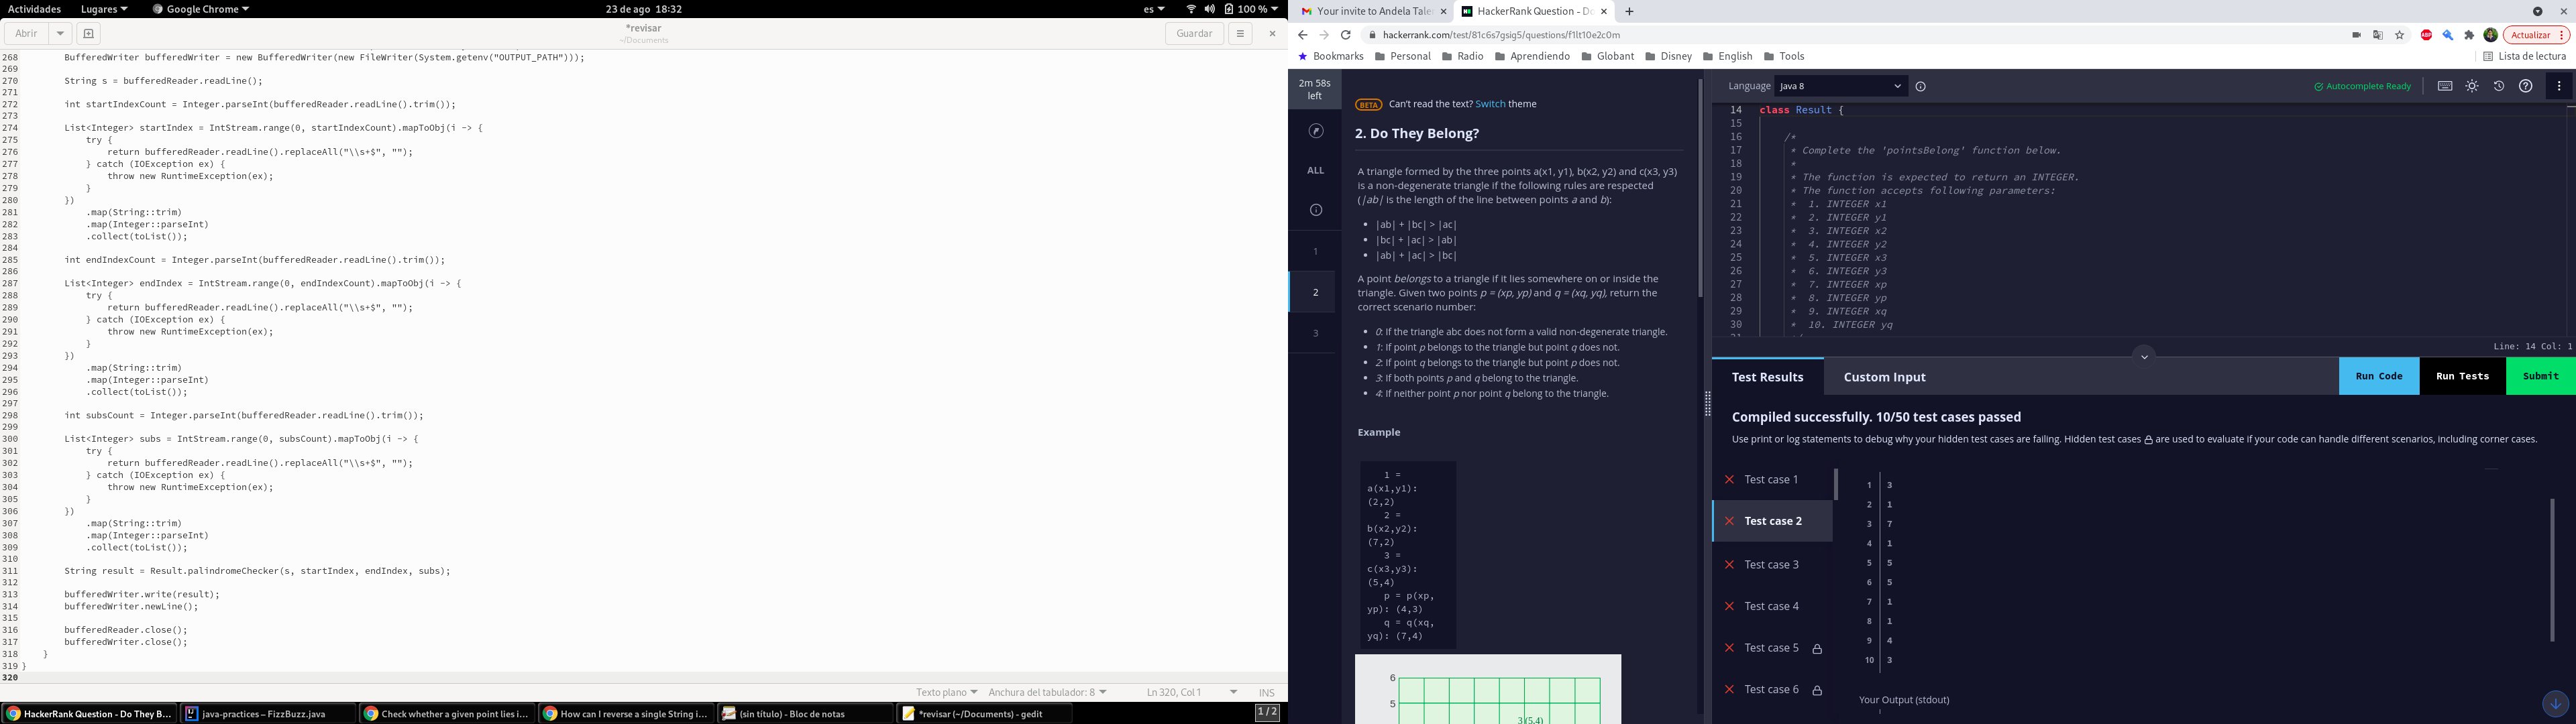 Actividades Lugares Google Chrome 23 de ago 18:32 es 100 %
Abrir *revisar Guardar
~/Documents
268 BufferedWriter bufferedWriter = new BufferedWriter(new FileWriter(System.getenv("OUTPUT_PATH")));
269
270 String s = bufferedReader.readLine();
271
272 int startIndexCount = Integer.parseInt(bufferedReader.readLine().trim());
273
274 List<Integer> startIndex = IntStream.range(0, startIndexCount).mapToObj(i -> {
275 try {
276 return bufferedReader.readLine().replaceAll("\\s+$", "");
277 } catch (IOException ex) {
278 throw new RuntimeException(ex);
279 }
280 })
281 .map(String::trim)
282 .map(Integer::parseInt)
283 .collect(toList());
284
285 int endIndexCount = Integer.parseInt(bufferedReader.readLine().trim());
286
287 List<Integer> endIndex = IntStream.range(0, endIndexCount).mapToObj(i -> {
288 try {
289 return bufferedReader.readLine().replaceAll("\\s+$", "");
290 } catch (IOException ex) {
291 throw new RuntimeException(ex);
292 }
293 })
294 .map(String::trim)
295 .map(Integer::parseInt)
296 .collect(toList());
297
298 int subsCount = Integer.parseInt(bufferedReader.readLine().trim());
299
300 List<Integer> subs = IntStream.range(0, subsCount).mapToObj(i -> {
301 try {
302 return bufferedReader.readLine().replaceAll("\\s+$", "");
303 } catch (IOException ex) {
304 throw new RuntimeException(ex);
305 }
306 })
307 .map(String::trim)
308 .map(Integer::parseInt)
309 .collect(toList());
310
311 String result = Result.palindromeChecker(s, startIndex, endIndex, subs);
312
313 bufferedWriter.write(result);
314 bufferedWriter.newLine();
315
316 bufferedReader.close();
317 bufferedWriter.close();
318 }
319 }
320
Texto plano Anchura del tabulador: 8 Ln 320, Col 1 INS
HackerRank Question - Do They B... java-practices – FizzBuzz.java Check whether a given point lies i... How can I reverse a single String i... (sin título) - Bloc de notas *revisar (~/Documents) - gedit 1 / 2
Your invite to Andela Tale HackerRank Question - Do
hackerrank.com/test/81c6s7gsig5/questions/f1lt10e2c0m ABP Actualizar
Bookmarks Personal Radio Aprendiendo Globant Disney English Tools Lista de lectura
2m 58s
left
ALL
1
2
3
BETA Can't read the text? Switch theme
2. Do They Belong?
A triangle formed by the three points a(x1, y1), b(x2, y2) and c(x3, y3)
is a non-degenerate triangle if the following rules are respected
(|ab| is the length of the line between points a and b):
• |ab| + |bc| > |ac|
• |bc| + |ac| > |ab|
• |ab| + |ac| > |bc|
A point belongs to a triangle if it lies somewhere on or inside the
triangle. Given two points p = (xp, yp) and q = (xq, yq), return the
correct scenario number:
• 0: If the triangle abc does not form a valid non-degenerate triangle.
• 1: If point p belongs to the triangle but point q does not.
• 2: If point q belongs to the triangle but point p does not.
• 3: If both points p and q belong to the triangle.
• 4: If neither point p nor point q belong to the triangle.
Example
1 =
a(x1,y1):
(2,2)
2 =
b(x2,y2):
(7,2)
3 =
c(x3,y3):
(5,4)
p = p(xp,
yp): (4,3)
q = q(xq,
yq): (7,4)
6
5
3 (5,4)
Language Java 8 Autocomplete Ready
14 class Result {
15
16 /*
17 * Complete the 'pointsBelong' function below.
18 *
19 * The function is expected to return an INTEGER.
20 * The function accepts following parameters:
21 * 1. INTEGER x1
22 * 2. INTEGER y1
23 * 3. INTEGER x2
24 * 4. INTEGER y2
25 * 5. INTEGER x3
26 * 6. INTEGER y3
27 * 7. INTEGER xp
28 * 8. INTEGER yp
29 * 9. INTEGER xq
30 * 10. INTEGER yq
Line: 14 Col: 1
Test Results Custom Input Run Code Run Tests Submit
Compiled successfully. 10/50 test cases passed
Use print or log statements to debug why your hidden test cases are failing. Hidden test cases are used to evaluate if your code can handle different scenarios, including corner cases.
Test case 1
Test case 2
Test case 3
Test case 4
Test case 5
Test case 6
1 3
2 1
3 7
4 1
5 5
6 5
7 1
8 1
9 4
10 3
Your Output (stdout)